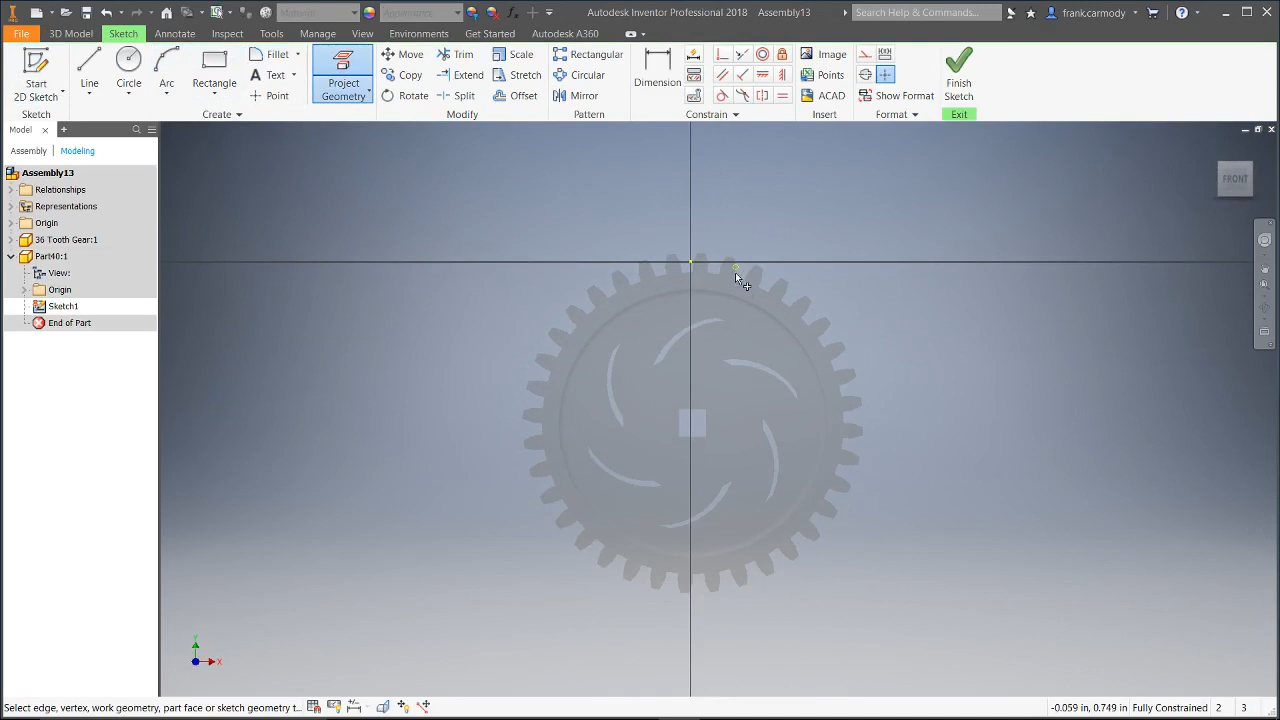 Material
Appearance
Autodesk Inventor Professional 2018 Assembly13
Search Help & Commands...
frank.carmody
File
3D Model
Sketch
Annotate
Inspect
Tools
Manage
View
Environments
Get Started
Autodesk A360
Start
2D Sketch
Line
Circle
Arc
Rectangle
Fillet
Text
Point
Project
Geometry
Move
Copy
Rotate
Trim
Extend
Split
Scale
Stretch
Offset
Rectangular
Circular
Mirror
Dimension
Image
Points
ACAD
Show Format
Finish
Sketch
Sketch
Create
Modify
Pattern
Constrain
Insert
Format
Exit
Model
Assembly
Modeling
Assembly13
Relationships
Representations
Origin
36 Tooth Gear:1
Part40:1
View:
Origin
Sketch1
End of Part
FRONT
Y
X
Select edge, vertex, work geometry, part face or sketch geometry t...
-0.059 in, 0.749 in Fully Constrained 2 3